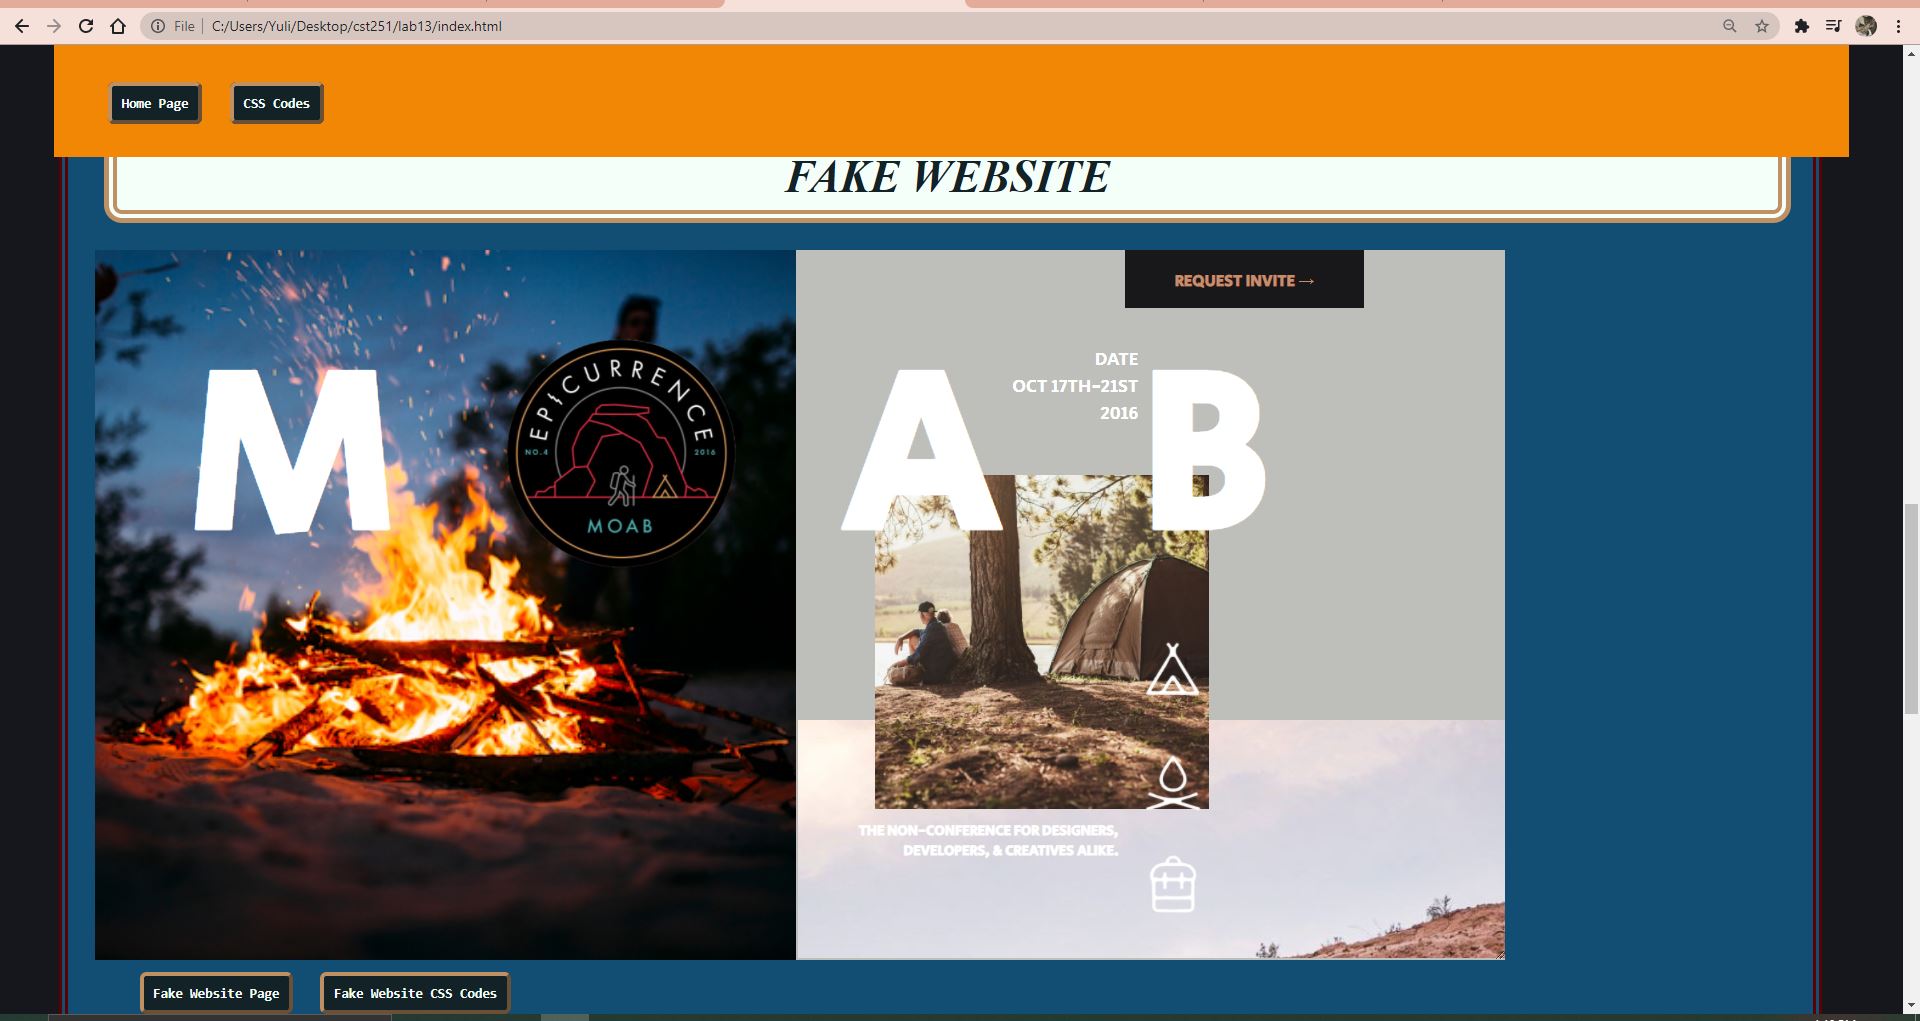 File C:/Users/Yuli/Desktop/cst251/lab13/index.html
Home Page
CSS Codes
FAKE WEBSITE
REQUEST INVITE →
DATE
OCT 17TH-21ST
2016
M
EPICURRENCE
NO.4
2016
MOAB
A
B
THE NON-CONFERENCE FOR DESIGNERS,
DEVELOPERS, & CREATIVES ALIKE.
Fake Website Page
Fake Website CSS Codes